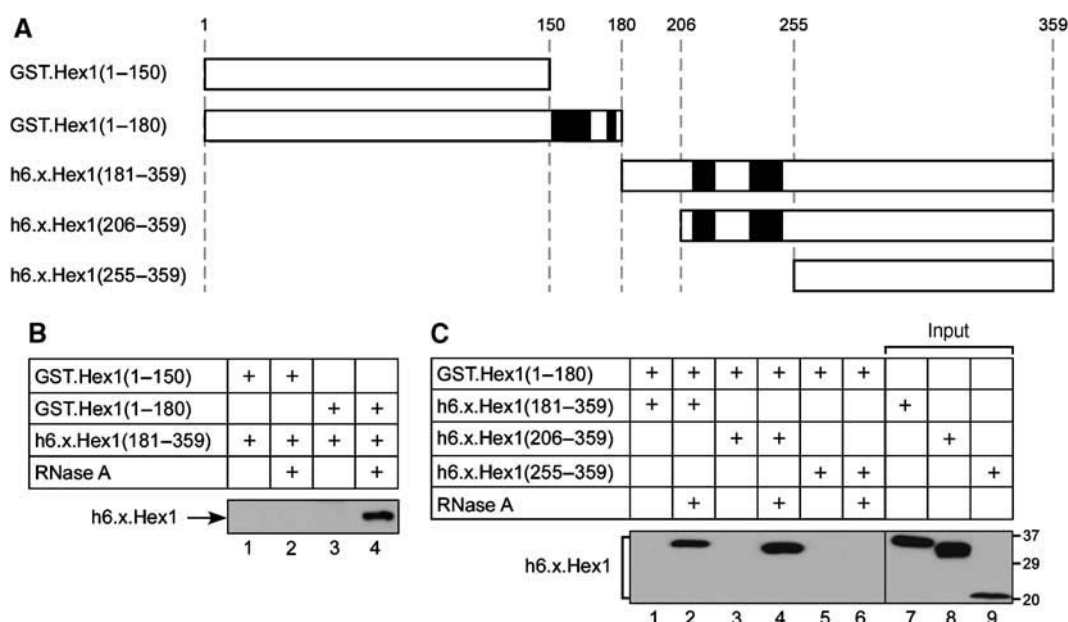 A
1 150 180 206 255 359
GST.Hex1(1–150)
GST.Hex1(1–180)
h6.x.Hex1(181–359)
h6.x.Hex1(206–359)
h6.x.Hex1(255–359)
B
GST.Hex1(1–150) + +
GST.Hex1(1–180) + +
h6.x.Hex1(181–359) + + + +
RNase A + +
h6.x.Hex1
1 2 3 4
C
Input
GST.Hex1(1–180) + + + + + +
h6.x.Hex1(181–359) + + +
h6.x.Hex1(206–359) + + +
h6.x.Hex1(255–359) + + +
RNase A + + +
h6.x.Hex1
37
29
20
1 2 3 4 5 6 7 8 9